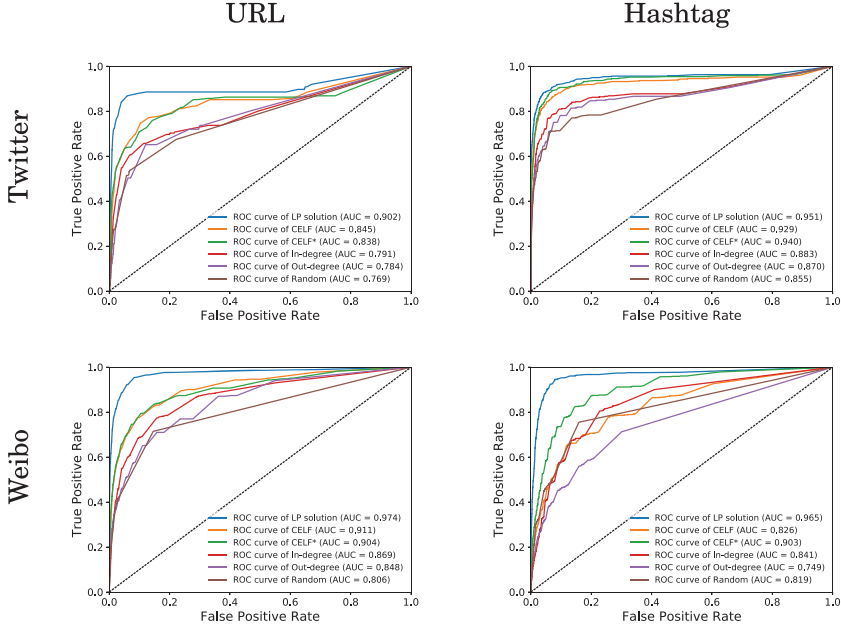 URL
Hashtag
Twitter
True Positive Rate
1.0
0.8
0.6
0.4
0.2
0.0
ROC curve of LP solution (AUC = 0.902)
ROC curve of CELF (AUC = 0.845)
ROC curve of CELF* (AUC = 0.838)
ROC curve of In-degree (AUC = 0.791)
ROC curve of Out-degree (AUC = 0.784)
ROC curve of Random (AUC = 0.769)
0.0 0.2 0.4 0.6 0.8 1.0
False Positive Rate
True Positive Rate
1.0
0.8
0.6
0.4
0.2
0.0
ROC curve of LP solution (AUC = 0.951)
ROC curve of CELF (AUC = 0.929)
ROC curve of CELF* (AUC = 0.940)
ROC curve of In-degree (AUC = 0.883)
ROC curve of Out-degree (AUC = 0.870)
ROC curve of Random (AUC = 0.855)
0.0 0.2 0.4 0.6 0.8 1.0
False Positive Rate
Weibo
True Positive Rate
1.0
0.8
0.6
0.4
0.2
0.0
ROC curve of LP solution (AUC = 0.974)
ROC curve of CELF (AUC = 0,911)
ROC curve of CELF* (AUC = 0.904)
ROC curve of In-degree (AUC = 0.869)
ROC curve of Out-degree (AUC = 0.848)
ROC curve of Random (AUC = 0.806)
0.0 0.2 0.4 0.6 0.8 1.0
False Positive Rate
True Positive Rate
1.0
0.8
0.6
0.4
0.2
0.0
ROC curve of LP solution (AUC = 0.965)
ROC curve of CELF (AUC = 0,826)
ROC curve of CELF* (AUC = 0.903)
ROC curve of In-degree (AUC = 0.841)
ROC curve of Out-degree (AUC = 0.749)
ROC curve of Random (AUC = 0.819)
0.0 0.2 0.4 0.6 0.8 1.0
False Positive Rate